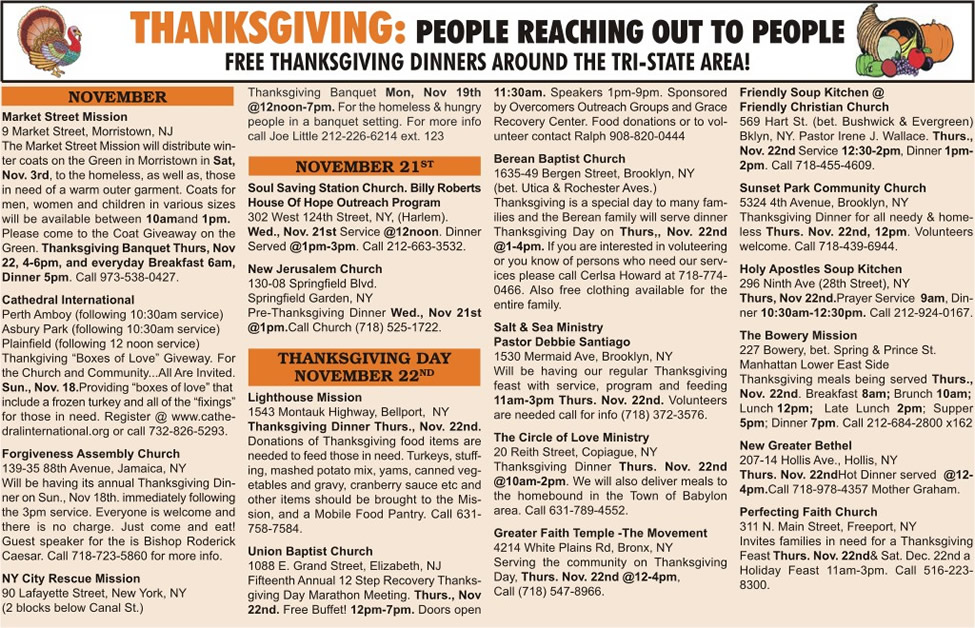 THANKSGIVING: PEOPLE REACHING OUT TO PEOPLE
FREE THANKSGIVING DINNERS AROUND THE TRI-STATE AREA!
NOVEMBER
Market Street Mission
9 Market Street, Morristown, NJ
The Market Street Mission will distribute win-
ter coats on the Green in Morristown in Sat,
Nov. 3rd, to the homeless, as well as, those
in need of a warm outer garment. Coats for
men, women and children in various sizes
will be available between 10amand 1pm.
Please come to the Coat Giveaway on the
Green. Thanksgiving Banquet Thurs, Nov
22, 4-6pm, and everyday Breakfast 6am,
Dinner 5pm. Call 973-538-0427.
Cathedral International
Perth Amboy (following 10:30am service)
Asbury Park (following 10:30am service)
Plainfield (following 12 noon service)
Thankgiving “Boxes of Love” Giveway. For
the Church and Community...All Are Invited.
Sun., Nov. 18.Providing “boxes of love” that
include a frozen turkey and all of the “fixings”
for those in need. Register @ www.cathe-
dralinternational.org or call 732-826-5293.
Forgiveness Assembly Church
139-35 88th Avenue, Jamaica, NY
Will be having its annual Thanksgiving Din-
ner on Sun., Nov 18th. immediately following
the 3pm service. Everyone is welcome and
there is no charge. Just come and eat!
Guest speaker for the is Bishop Roderick
Caesar. Call 718-723-5860 for more info.
NY City Rescue Mission
90 Lafayette Street, New York, NY
(2 blocks below Canal St.)
Thanksgiving Banquet Mon, Nov 19th
@12noon-7pm. For the homeless & hungry
people in a banquet setting. For more info
call Joe Little 212-226-6214 ext. 123
NOVEMBER 21ST
Soul Saving Station Church. Billy Roberts
House Of Hope Outreach Program
302 West 124th Street, NY, (Harlem).
Wed., Nov. 21st Service @12noon. Dinner
Served @1pm-3pm. Call 212-663-3532.
New Jerusalem Church
130-08 Springfield Blvd.
Springfield Garden, NY
Pre-Thanksgiving Dinner Wed., Nov 21st
@1pm.Call Church (718) 525-1722.
THANKSGIVING DAY
NOVEMBER 22ND
Lighthouse Mission
1543 Montauk Highway, Bellport, NY
Thanksgiving Dinner Thurs., Nov. 22nd.
Donations of Thanksgiving food items are
needed to feed those in need. Turkeys, stuff-
ing, mashed potato mix, yams, canned veg-
etables and gravy, cranberry sauce etc and
other items should be brought to the Mis-
sion, and a Mobile Food Pantry. Call 631-
758-7584.
Union Baptist Church
1088 E. Grand Street, Elizabeth, NJ
Fifteenth Annual 12 Step Recovery Thanks-
giving Day Marathon Meeting. Thurs., Nov
22nd. Free Buffet! 12pm-7pm. Doors open
11:30am. Speakers 1pm-9pm. Sponsored
by Overcomers Outreach Groups and Grace
Recovery Center. Food donations or to vol-
unteer contact Ralph 908-820-0444
Berean Baptist Church
1635-49 Bergen Street, Brooklyn, NY
(bet. Utica & Rochester Aves.)
Thanksgiving is a special day to many fam-
ilies and the Berean family will serve dinner
Thanksgiving Day on Thurs,, Nov. 22nd
@1-4pm. If you are interested in voluteering
or you know of persons who need our serv-
ices please call Cerlsa Howard at 718-774-
0466. Also free clothing available for the
entire family.
Salt & Sea Ministry
Pastor Debbie Santiago
1530 Mermaid Ave, Brooklyn, NY
Will be having our regular Thanksgiving
feast with service, program and feeding
11am-3pm Thurs. Nov. 22nd. Volunteers
are needed call for info (718) 372-3576.
The Circle of Love Ministry
20 Reith Street, Copiague, NY
Thanksgiving Dinner Thurs. Nov. 22nd
@10am-2pm. We will also deliver meals to
the homebound in the Town of Babylon
area. Call 631-789-4552.
Greater Faith Temple -The Movement
4214 White Plains Rd, Bronx, NY
Serving the community on Thanksgiving
Day, Thurs. Nov. 22nd @12-4pm,
Call (718) 547-8966.
Friendly Soup Kitchen @
Friendly Christian Church
569 Hart St. (bet. Bushwick & Evergreen)
Bklyn, NY. Pastor Irene J. Wallace. Thurs.,
Nov. 22nd Service 12:30-2pm, Dinner 1pm-
2pm. Call 718-455-4609.
Sunset Park Community Church
5324 4th Avenue, Brooklyn, NY
Thanksgiving Dinner for all needy & home-
less Thurs. Nov. 22nd, 12pm. Volunteers
welcome. Call 718-439-6944.
Holy Apostles Soup Kitchen
296 Ninth Ave (28th Street), NY
Thurs, Nov 22nd.Prayer Service 9am, Din-
ner 10:30am-12:30pm. Call 212-924-0167.
The Bowery Mission
227 Bowery, bet. Spring & Prince St.
Manhattan Lower East Side
Thanksgiving meals being served Thurs.,
Nov. 22nd. Breakfast 8am; Brunch 10am;
Lunch 12pm; Late Lunch 2pm; Supper
5pm; Dinner 7pm. Call 212-684-2800 x162
New Greater Bethel
207-14 Hollis Ave., Hollis, NY
Thurs. Nov. 22ndHot Dinner served @12-
4pm.Call 718-978-4357 Mother Graham.
Perfecting Faith Church
311 N. Main Street, Freeport, NY
Invites families in need for a Thanksgiving
Feast Thurs. Nov. 22nd& Sat. Dec. 22nd a
Holiday Feast 11am-3pm. Call 516-223-
8300.